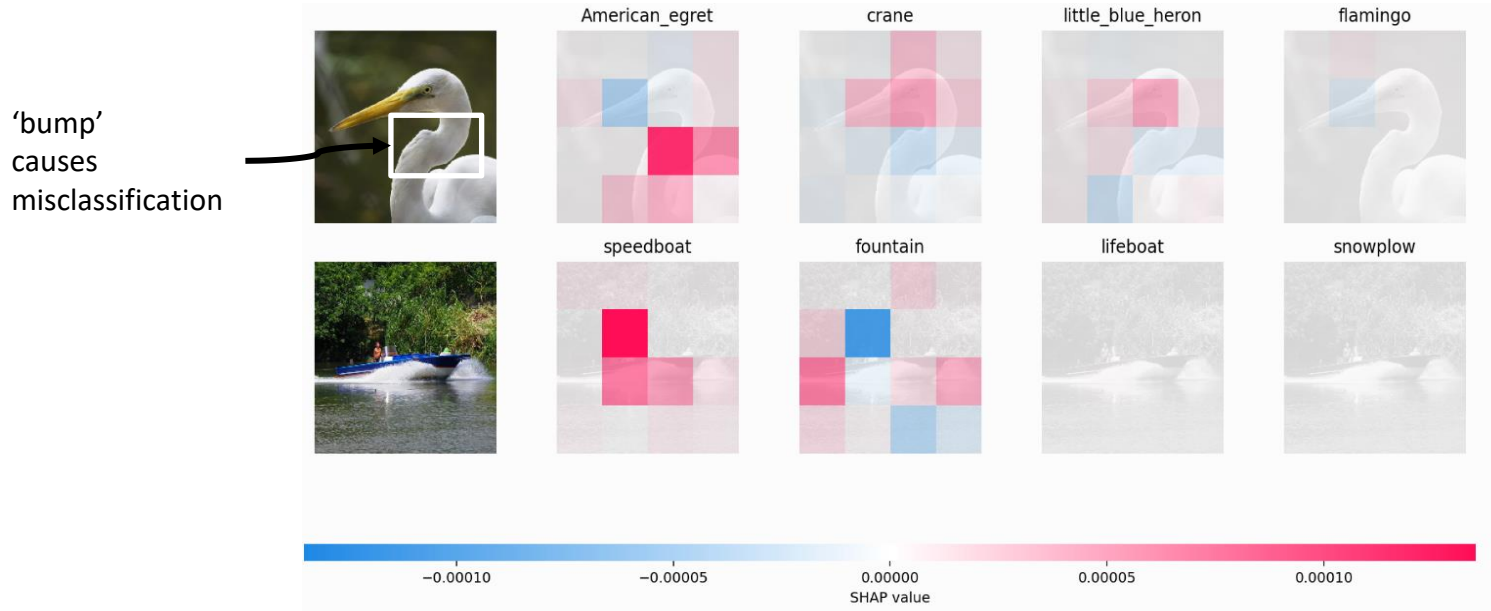 American_egret
crane
little_blue_heron
flamingo
‘bump’
causes
misclassification
speedboat
fountain
lifeboat
snowplow
−0.00010
−0.00005
0.00000
0.00005
0.00010
SHAP value